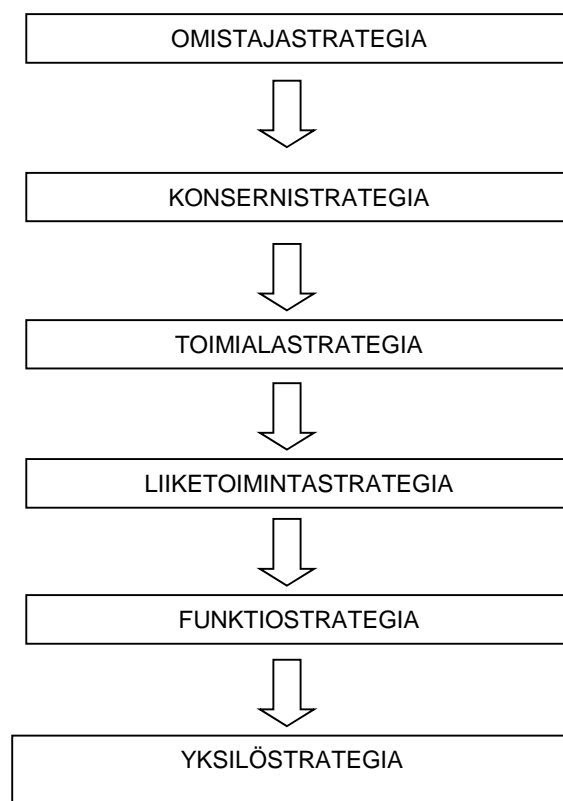 OMISTAJASTRATEGIA
KONSERNISTRATEGIA
TOIMIALASTRATEGIA
LIIKETOIMINTASTRATEGIA
FUNKTIOSTRATEGIA
YKSILÖSTRATEGIA